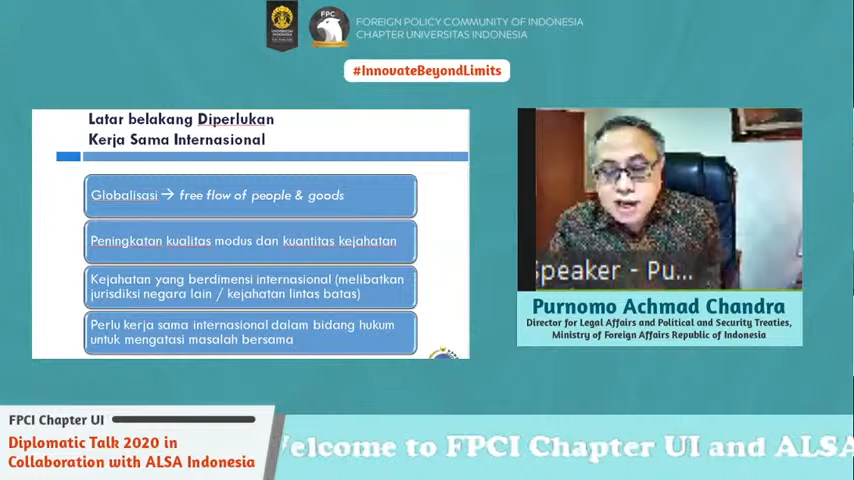 FPCI
FOREIGN POLICY COMMUNITY OF INDONESIA
CHAPTER UNIVERSITAS INDONESIA
#InnovateBeyondLimits
Latar belakang Diperlukan
Kerja Sama Internasional
Globalisasi → free flow of people & goods
Peningkatan kualitas modus dan kuantitas kejahatan
Kejahatan yang berdimensi internasional (melibatkan
jurisdiksi negara lain / kejahatan lintas batas)
Perlu kerja sama internasional dalam bidang hukum
untuk mengatasi masalah bersama
Speaker - Pu...
Purnomo Achmad Chandra
Director for Legal Affairs and Political and Security Treaties,
Ministry of Foreign Affairs Republic of Indonesia
FPCI Chapter UI
Diplomatic Talk 2020 in
Collaboration with ALSA Indonesia
Welcome to FPCI Chapter UI and ALSA